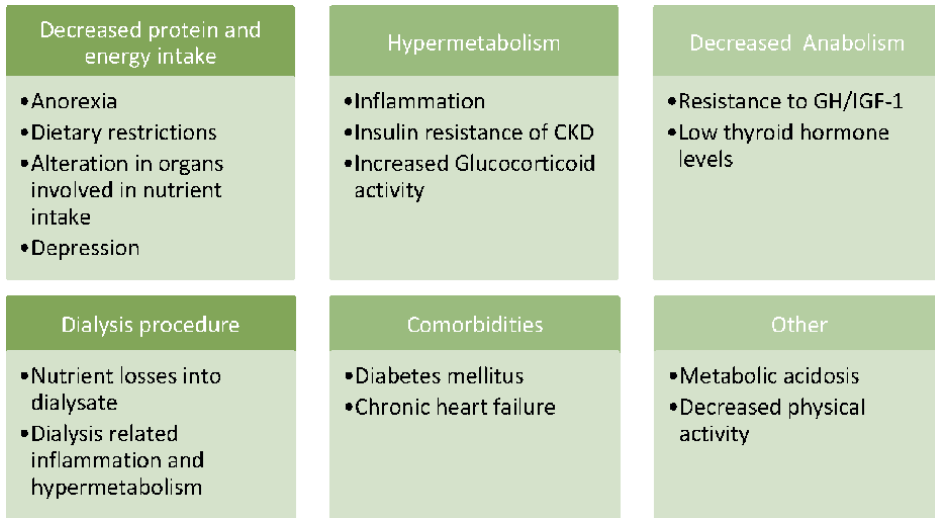 Decreased protein and
energy intake
•Anorexia
•Dietary restrictions
•Alteration in organs
involved in nutrient
intake
•Depression
Hypermetabolism
•Inflammation
•Insulin resistance of CKD
•Increased Glucocorticoid
activity
Decreased Anabolism
•Resistance to GH/IGF-1
•Low thyroid hormone
levels
Dialysis procedure
•Nutrient losses into
dialysate
•Dialysis related
inflammation and
hypermetabolism
Comorbidities
•Diabetes mellitus
•Chronic heart failure
Other
•Metabolic acidosis
•Decreased physical
activity